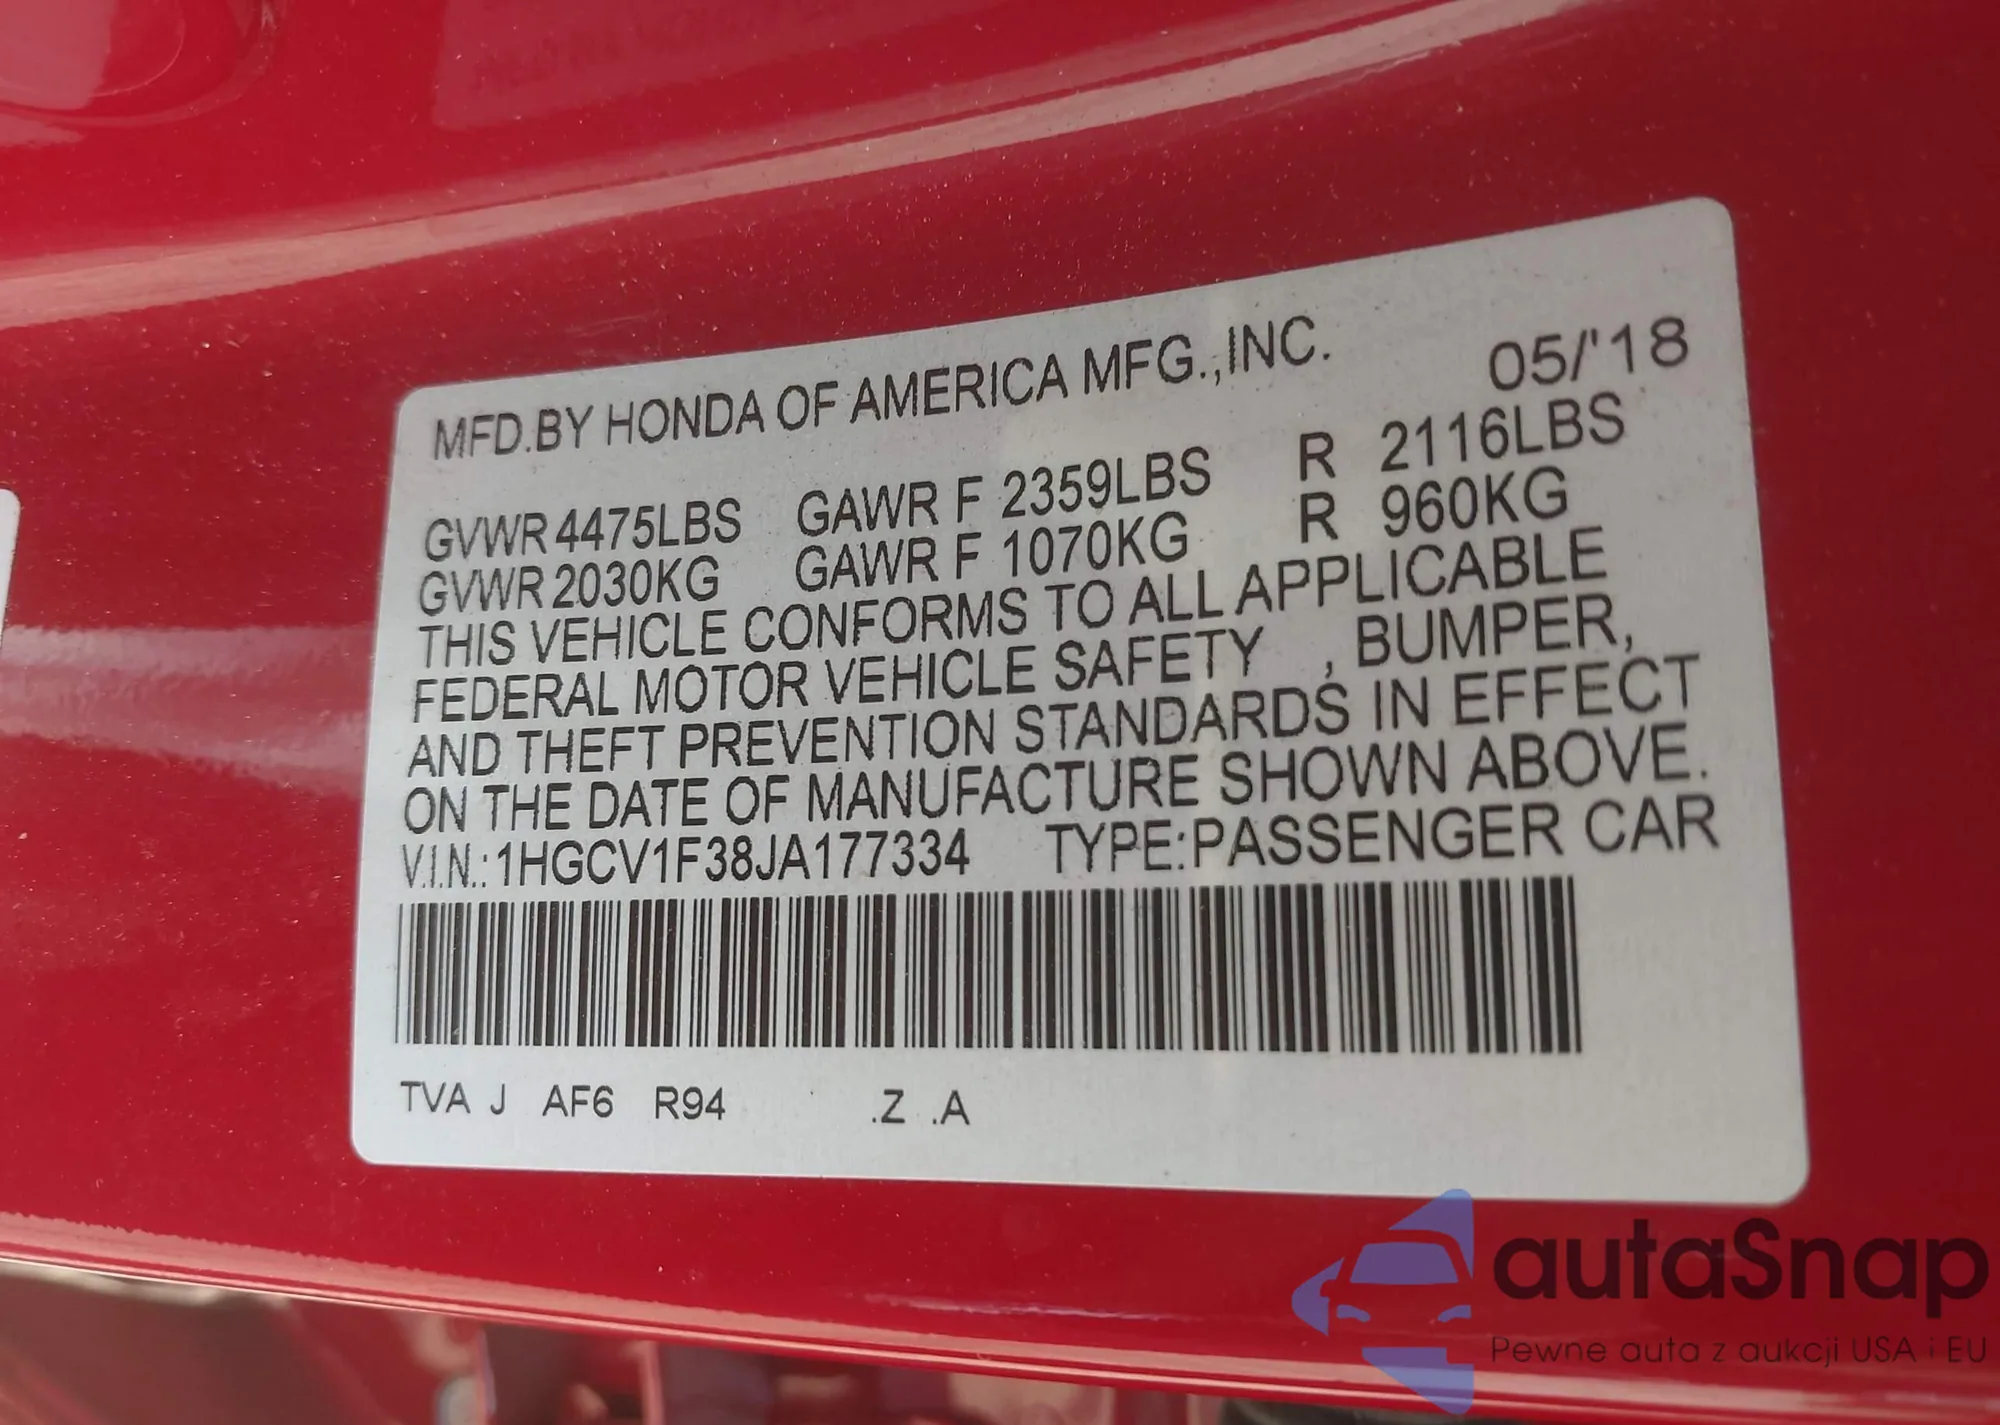 MFD.BY HONDA OF AMERICA MFG.,INC. 05/'18
GVWR 4475LBS GAWR F 2359LBS R 2116LBS
GVWR 2030KG GAWR F 1070KG R 960KG
THIS VEHICLE CONFORMS TO ALL APPLICABLE
FEDERAL MOTOR VEHICLE SAFETY , BUMPER,
AND THEFT PREVENTION STANDARDS IN EFFECT
ON THE DATE OF MANUFACTURE SHOWN ABOVE.
V.I.N.: 1HGCV1F38JA177334 TYPE:PASSENGER CAR
TVA J AF6 R94 .Z .A
autaSnap
Pewne auta z aukcji USA i EU